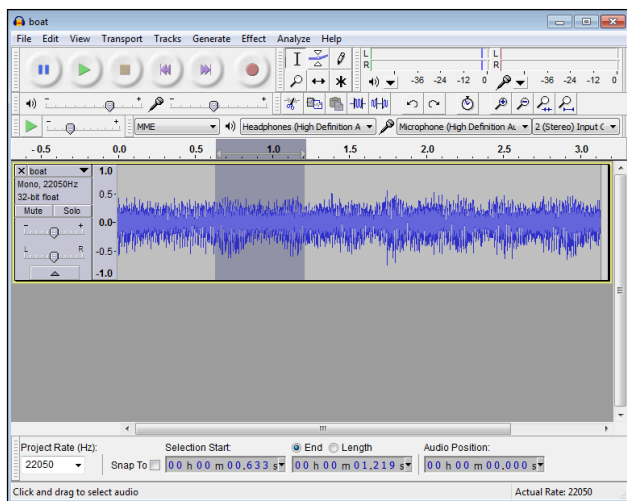 boat
File Edit View Transport Tracks Generate Effect Analyze Help
L
R
-36 -24 -12 0
L
R
-36 -24 -12 0
MME Headphones (High Definition A Microphone (High Definition Au 2 (Stereo) Input C
-0.5 0.0 0.5 1.0 1.5 2.0 2.5 3.0
boat
Mono, 22050Hz
32-bit float
Mute Solo
- +
L R
1.0
0.5-
0.0-
-0.5-
-1.0
Project Rate (Hz): Selection Start: End Length Audio Position:
22050 Snap To 00 h 00 m 00,633 s 00 h 00 m 01,219 s 00 h 00 m 00,000 s
Click and drag to select audio Actual Rate: 22050